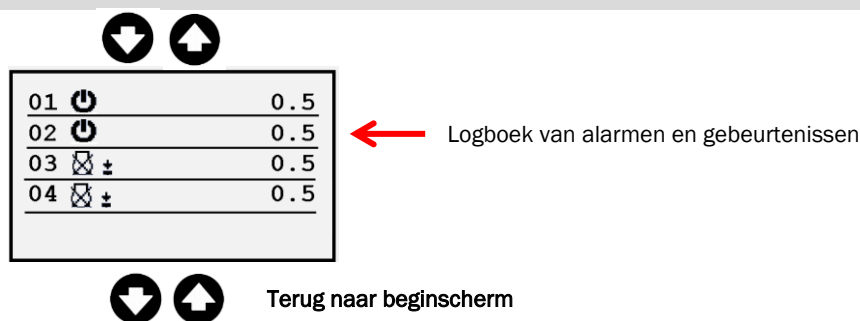 01 0.5
02 0.5
Logboek van alarmen en gebeurtenissen
03 ± 0.5
04 ± 0.5
Terug naar beginscherm